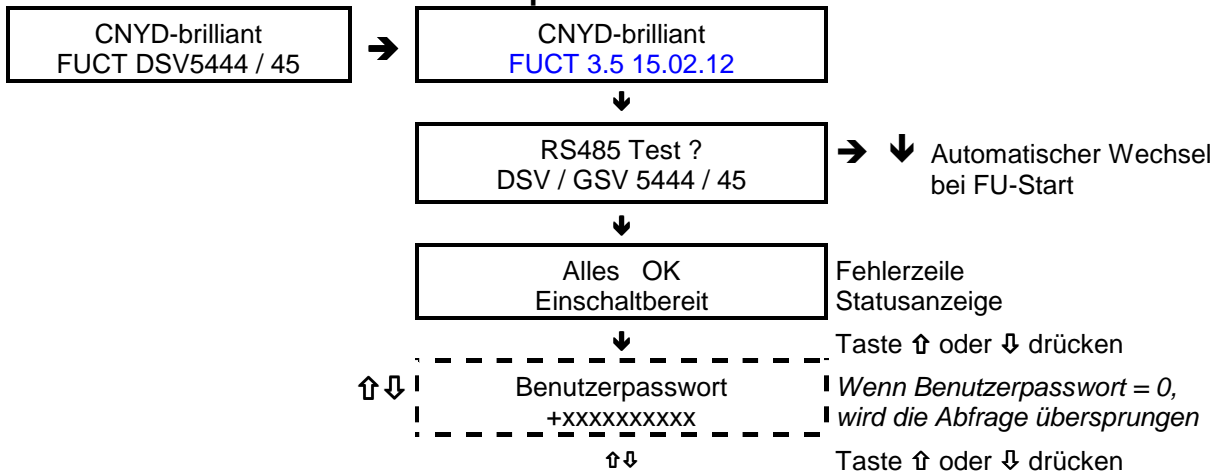 CNYD-brilliant
FUCT DSV5444 / 45
CNYD-brilliant
FUCT 3.5 15.02.12
RS485 Test ?
DSV / GSV 5444 / 45
Automatischer Wechsel
bei FU-Start
Alles OK
Einschaltbereit
Fehlerzeile
Statusanzeige
Taste ⇧ oder ⇩ drücken
⇧⇩
Benutzerpasswort
+xxxxxxxxxx
Wenn Benutzerpasswort = 0,
wird die Abfrage übersprungen
⇧⇩
Taste ⇧ oder ⇩ drücken